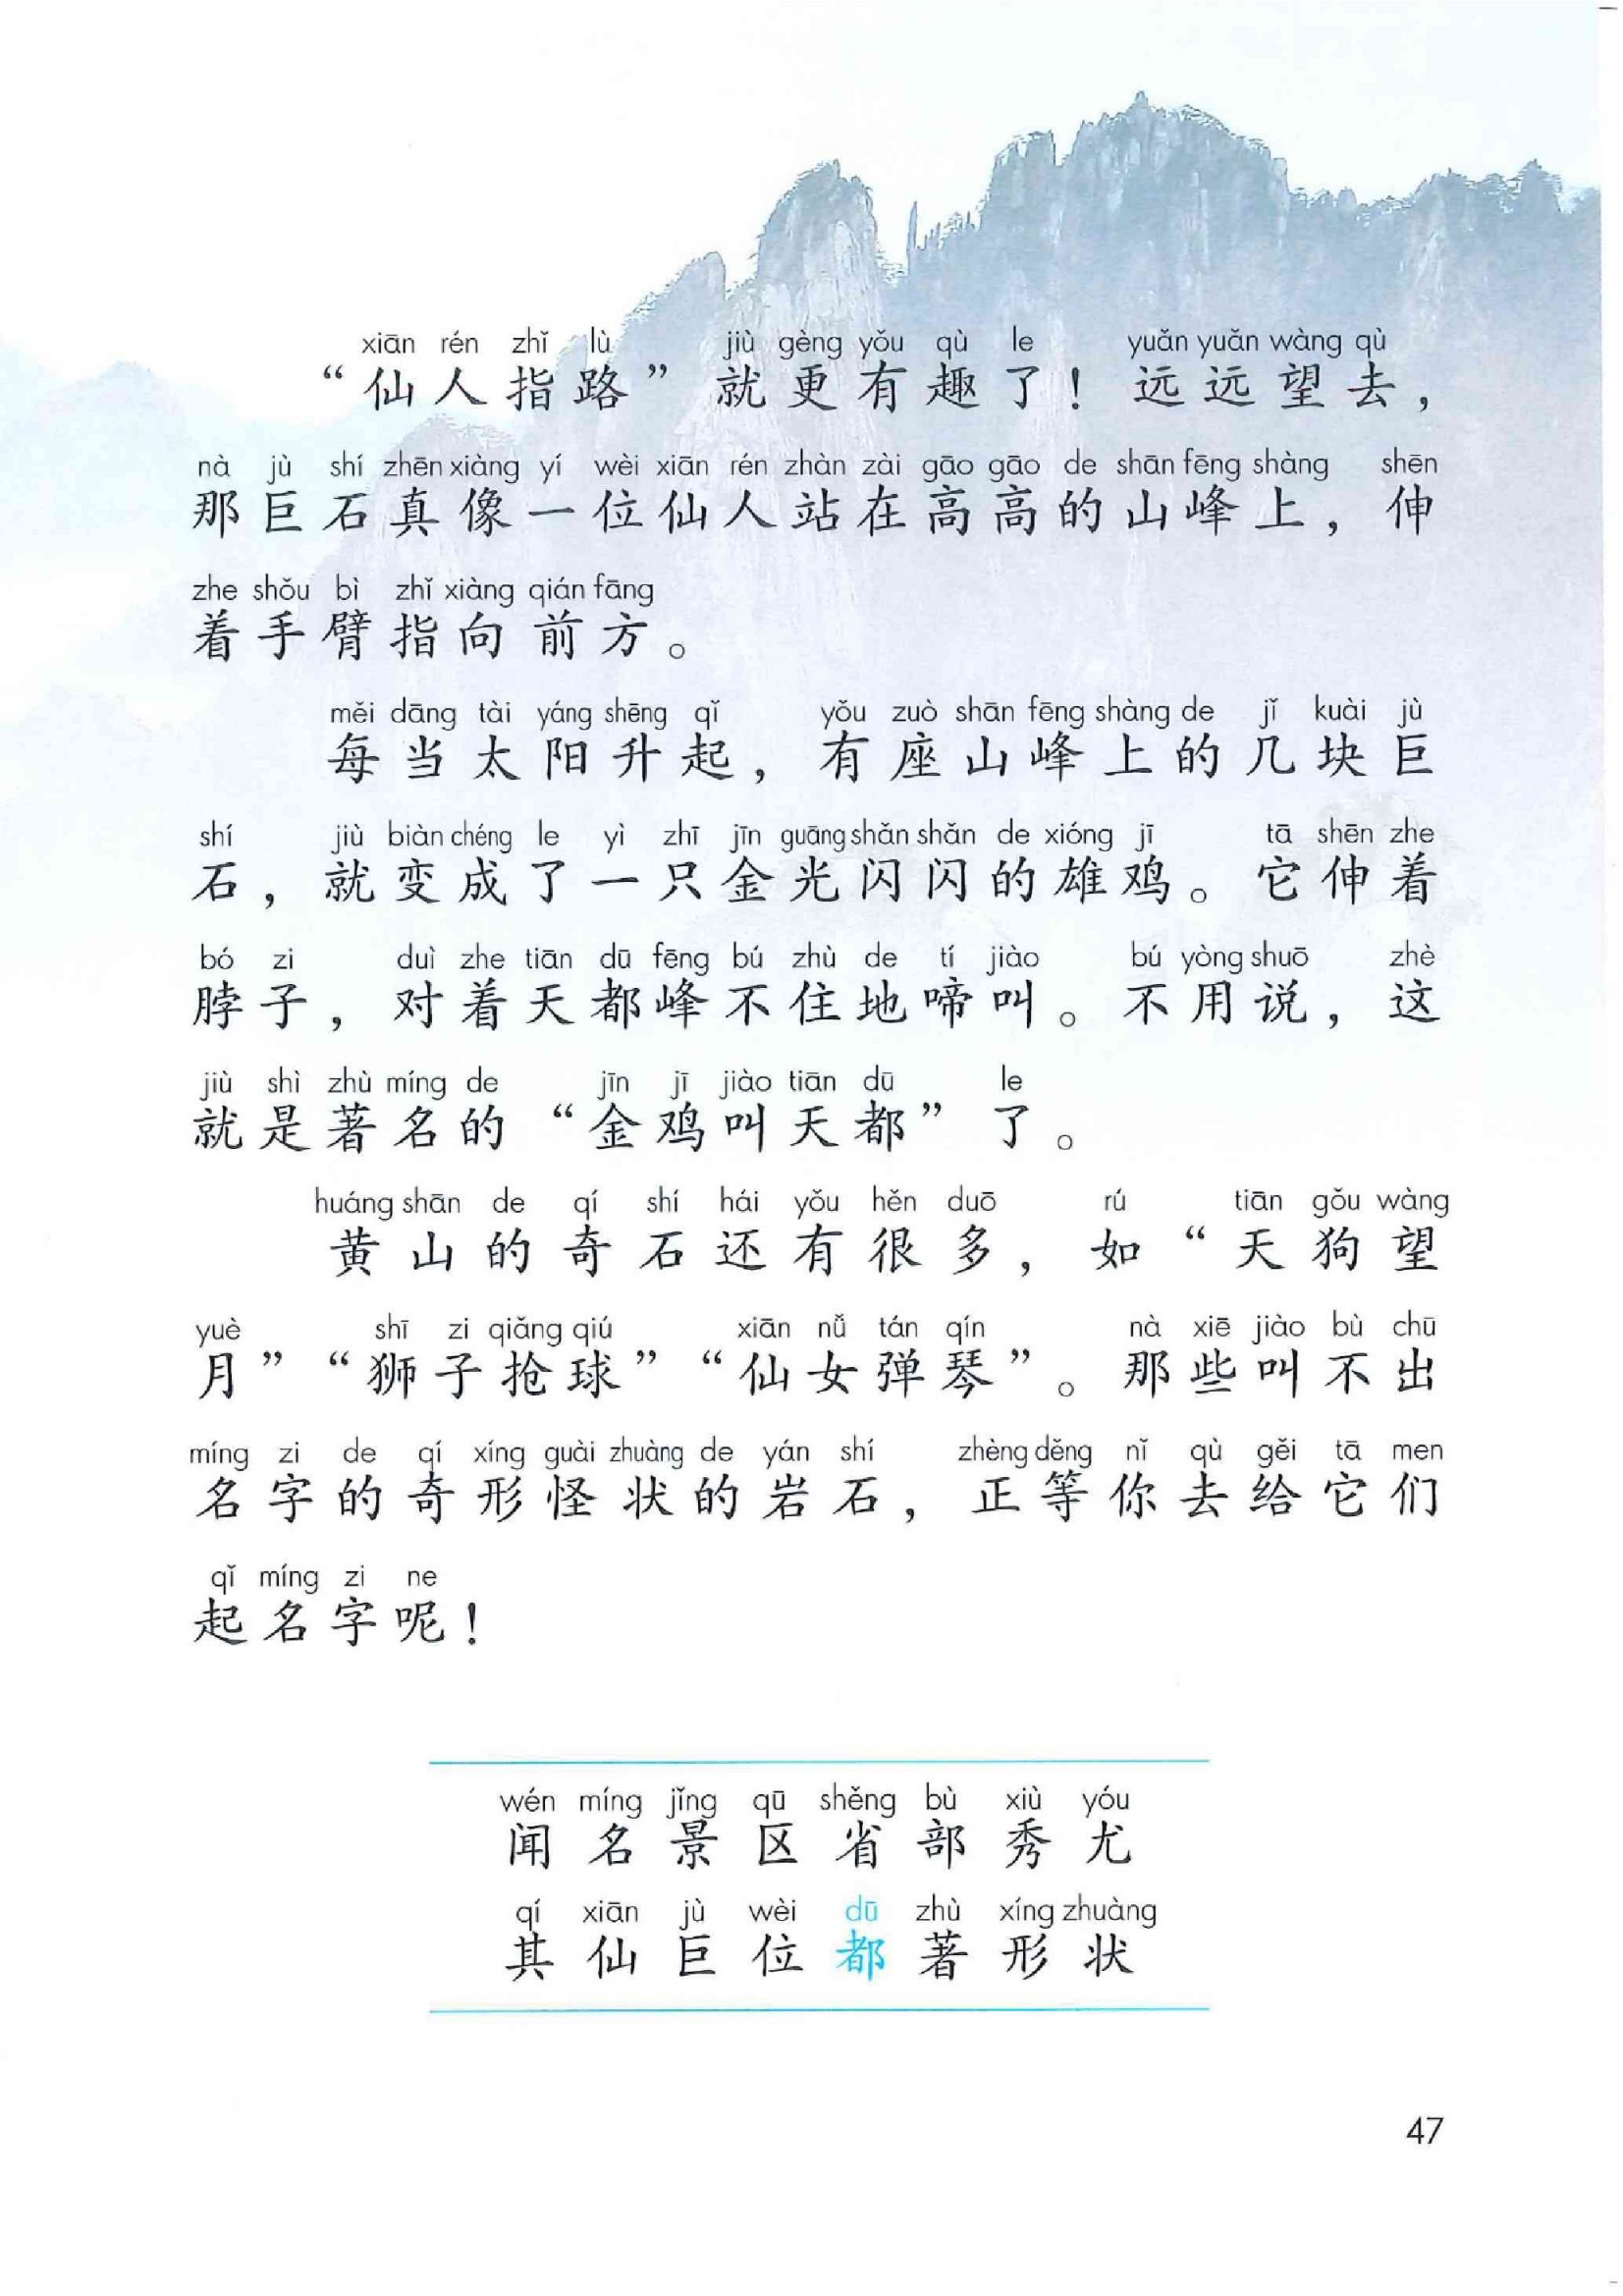 xiān rén zhǐ lù jiù gèng yǒu qù le yuǎn yuǎn wàng qù
“仙人指路”就更有趣了！远远望去，
nà jù shí zhēn xiàng yí wèi xiān rén zhàn zài gāo gāo de shān fēng shàng shēn
那巨石真像一位仙人站在高高的山峰上，伸
zhe shǒu bì zhǐ xiàng qián fāng
着手臂指向前方。
měi dāng tài yáng shēng qǐ yǒu zuò shān fēng shàng de jǐ kuài jù
每当太阳升起，有座山峰上的几块巨
shí jiù biàn chéng le yì zhī jīn guāng shǎn shǎn de xióng jī tā shēn zhe
石，就变成了一只金光闪闪的雄鸡。它伸着
bó zi duì zhe tiān dū fēng bú zhù de tí jiào bú yòng shuō zhè
脖子，对着天都峰不住地啼叫。不用说，这
jiù shì zhù míng de jīn jī jiào tiān dū le
就是著名的“金鸡叫天都”了。
huáng shān de qí shí hái yǒu hěn duō rú tiān gǒu wàng
黄山的奇石还有很多，如“天狗望
yuè shī zi qiǎng qiú xiān nǚ tán qín nà xiē jiào bù chū
月”“狮子抢球”“仙女弹琴”。那些叫不出
míng zi de qí xíng guài zhuàng de yán shí zhèng děng nǐ qù gěi tā men
名字的奇形怪状的岩石，正等你去给它们
qǐ míng zi ne
起名字呢！
wén míng jǐng qū shěng bù xiù yóu
闻名景区省部秀尤
qí xiān jù wèi dū zhù xíng zhuàng
其仙巨位都著形状
47